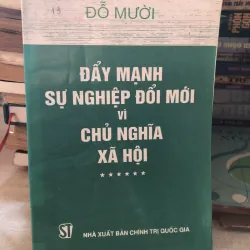 ĐỖ MƯỜI
ĐẨY MẠNH
SỰ NGHIỆP ĐỔI MỚI
vì
CHỦ NGHĨA
XÃ HỘI
******
ST
NHÀ XUẤT BẢN CHÍNH TRỊ QUỐC GIA